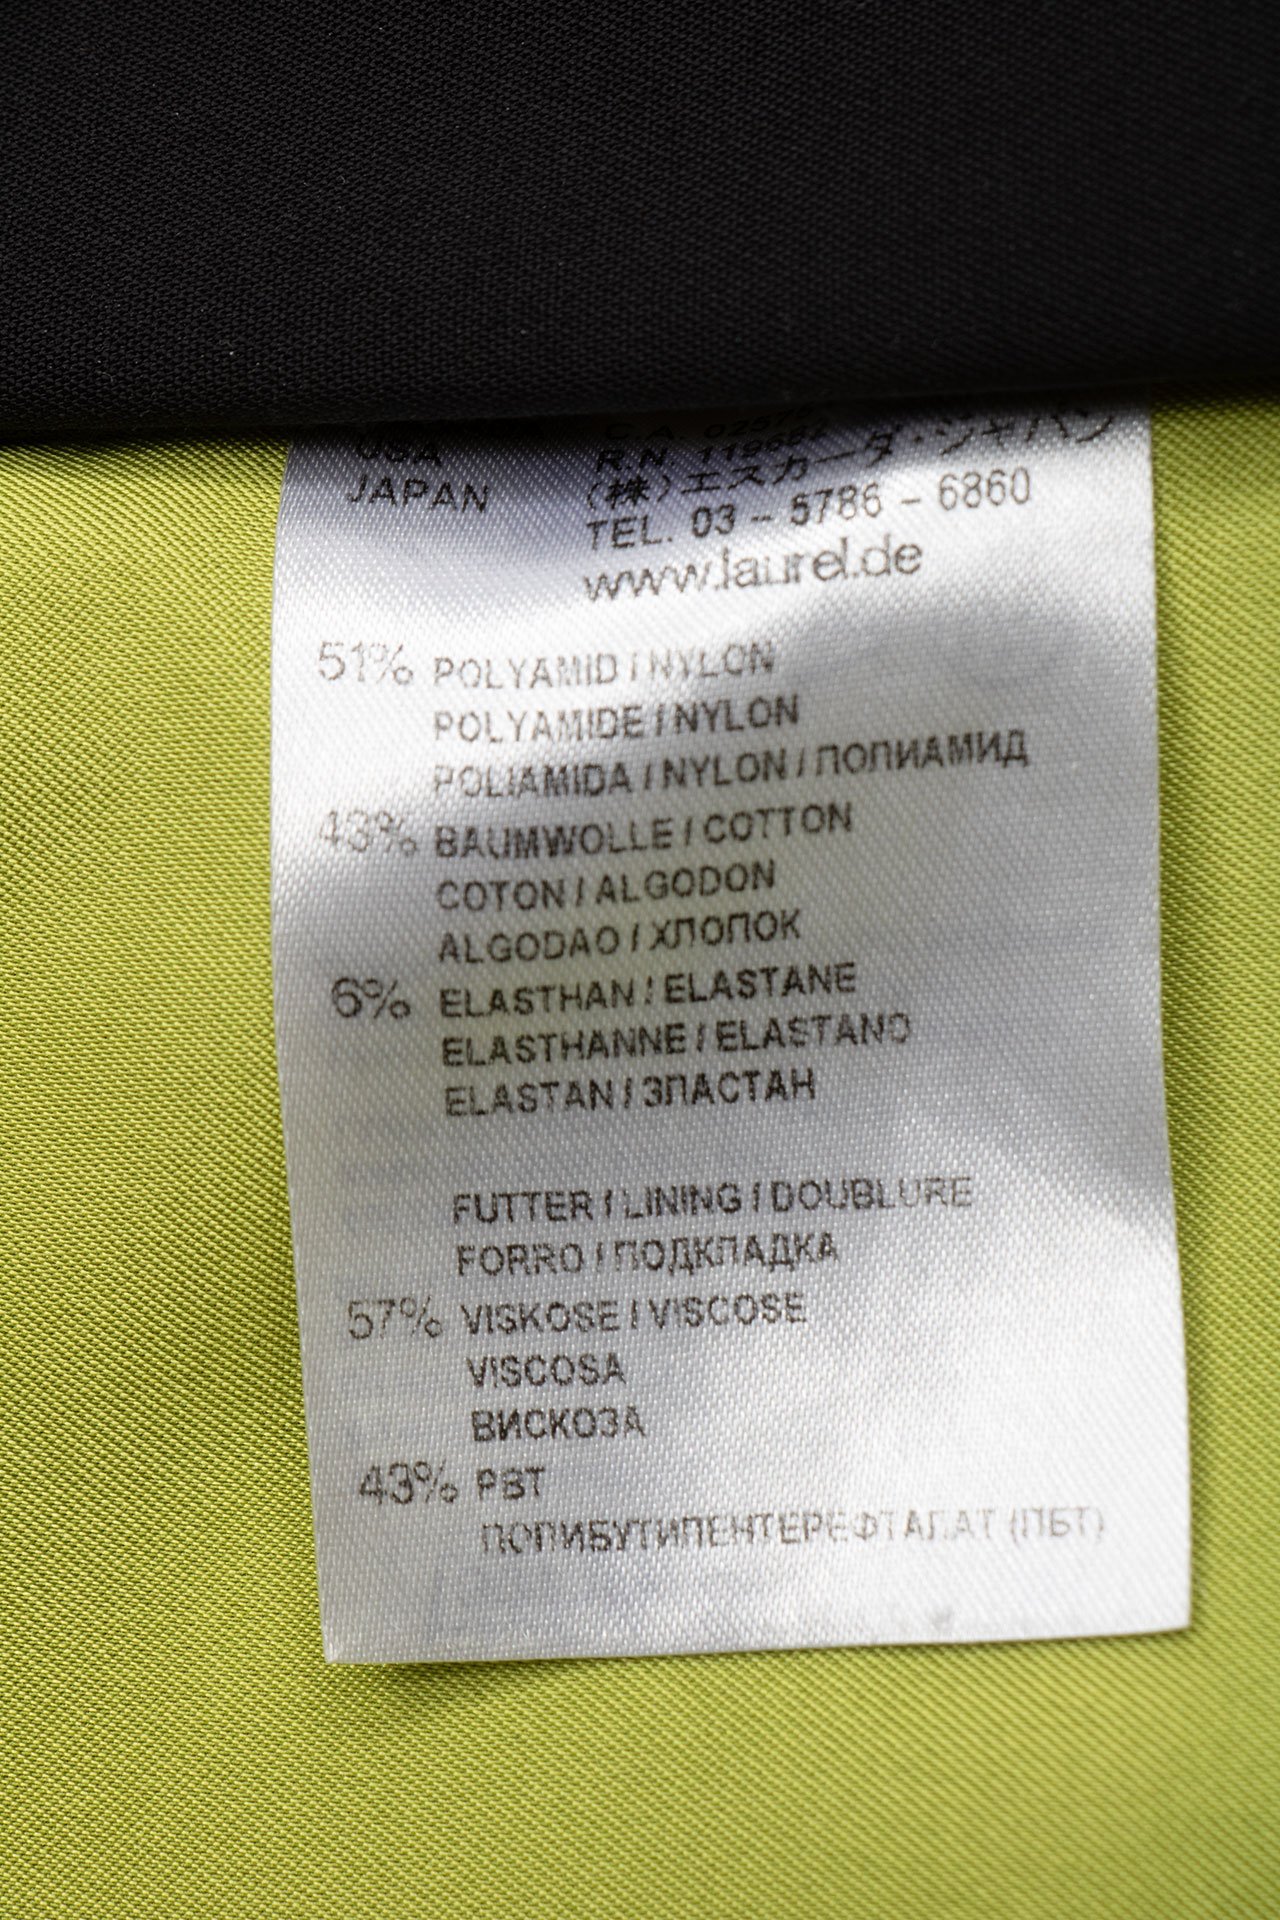 USA
JAPAN
C.A.
R.N.
(株)エスカーダ・ジャパン
TEL. 03 - 5786 - 6860
www.laurel.de
51% POLYAMID / NYLON
POLYAMIDE / NYLON
POLIAMIDA / NYLON / ПОЛИАМИД
43% BAUMWOLLE / COTTON
COTON / ALGODON
ALGODAO / ХЛОПОК
6% ELASTHAN / ELASTANE
ELASTHANNE / ELASTANO
ELASTAN / ЭЛАСТАН
FUTTER / LINING / DOUBLURE
FORRO / ПОДКЛАДКА
57% VISKOSE / VISCOSE
VISCOSA
ВИСКОЗА
43% PBT
ПОЛИБУТИЛЕНТЕРЕФТАЛАТ (ПБТ)